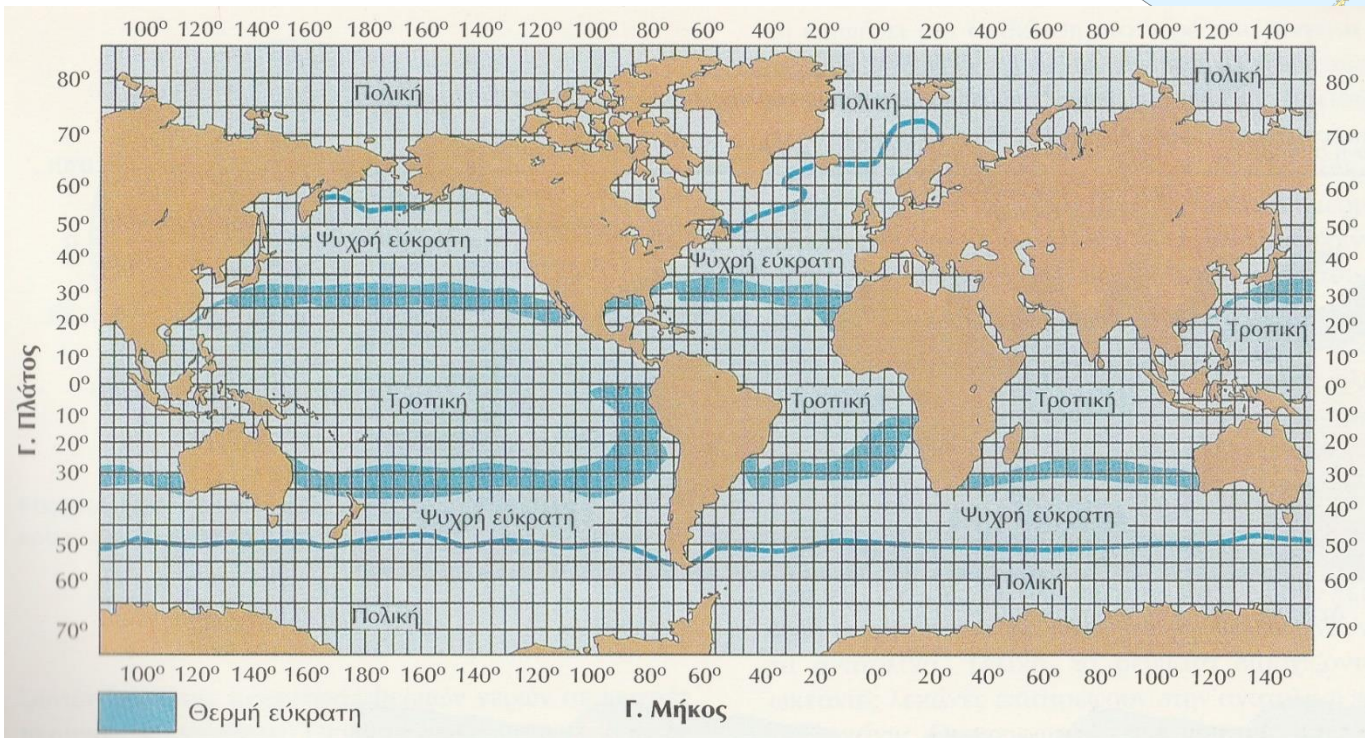 100° 120° 140° 160° 180° 160° 140° 120° 100° 80° 60° 40° 20° 0° 20° 40° 60° 80° 100° 120° 140°
80° Πολική Πολική Πολική 80°
70° 70°
60° 60°
50° Ψυχρή εύκρατη 50°
40° Ψυχρή εύκρατη 40°
30° 30°
20° Τροπική 20°
10° 10°
0° 0°
10° Τροπική Τροπική Τροπική 10°
20° 20°
30° 30°
40° Ψυχρή εύκρατη Ψυχρή εύκρατη 40°
50° 50°
60° Πολική 60°
70° Πολική 70°
Γ. Πλάτος
100° 120° 140° 160° 180° 160° 140° 120° 100° 80° 60° 40° 20° 0° 20° 40° 60° 80° 100° 120° 140°
Θερμή εύκρατη
Γ. Μήκος